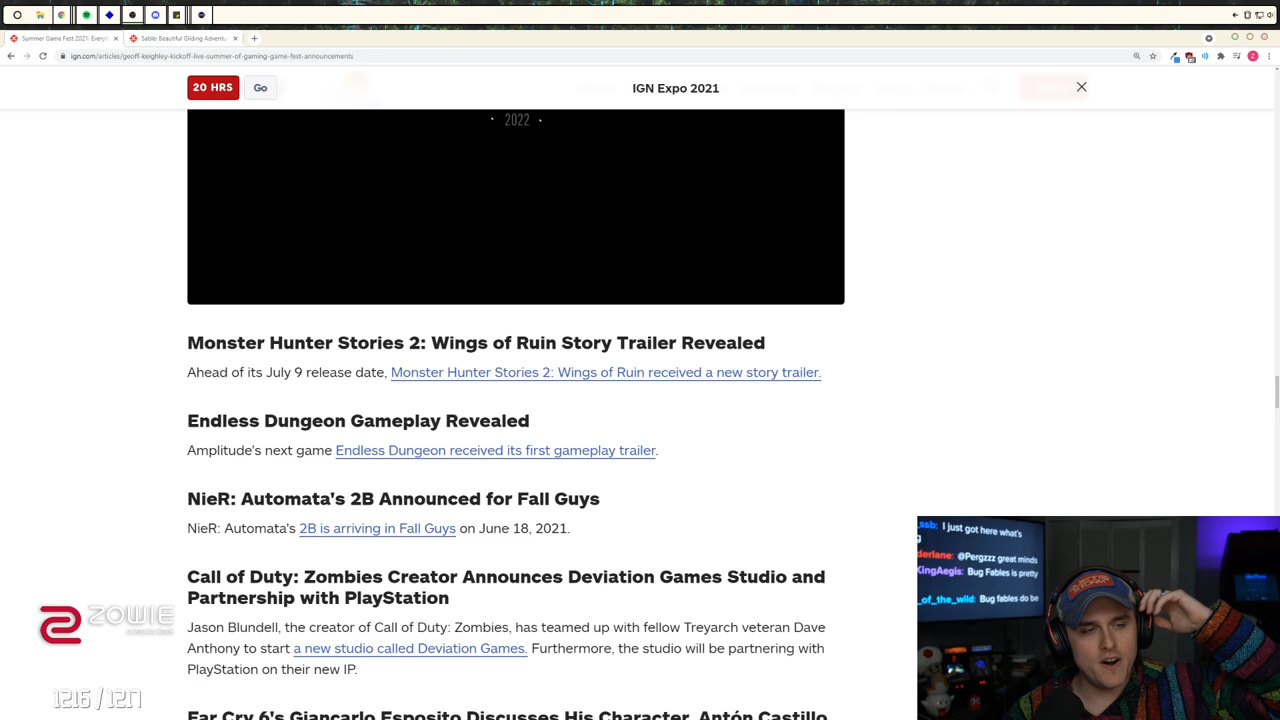 Summer Game Fest 2021: Everyt
Sable: Beautiful Gliding Adventu
ign.com/articles/geoff-keighley-kickoff-live-summer-of-gaming-game-fest-announcements
20 HRS
Go
IGN Expo 2021
2022
Monster Hunter Stories 2: Wings of Ruin Story Trailer Revealed
Ahead of its July 9 release date, Monster Hunter Stories 2: Wings of Ruin received a new story trailer.
Endless Dungeon Gameplay Revealed
Amplitude's next game Endless Dungeon received its first gameplay trailer.
NieR: Automata's 2B Announced for Fall Guys
NieR: Automata's 2B is arriving in Fall Guys on June 18, 2021.
Call of Duty: Zombies Creator Announces Deviation Games Studio and
Partnership with PlayStation
Jason Blundell, the creator of Call of Duty: Zombies, has teamed up with fellow Treyarch veteran Dave
Anthony to start a new studio called Deviation Games. Furthermore, the studio will be partnering with
PlayStation on their new IP.
Far Cry 6's Giancarlo Esposito Discusses His Character, Antón Castillo
ZOWIE
1216 / 1217
_ssb: I just got here what's
g
derlane: @Pergzzz great minds
KingAegis: Bug Fables is pretty
_of_the_wild: Bug fables do be